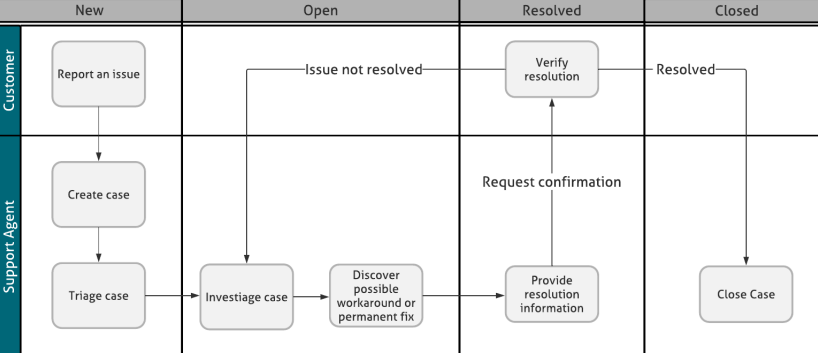 New
Open
Resolved
Closed
Customer
Report an issue
Issue not resolved
Verify
resolution
Resolved
Support Agent
Create case
Request confirmation
Triage case
Investiage case
Discover
possible
workaround or
permanent fix
Provide
resolution
information
Close Case